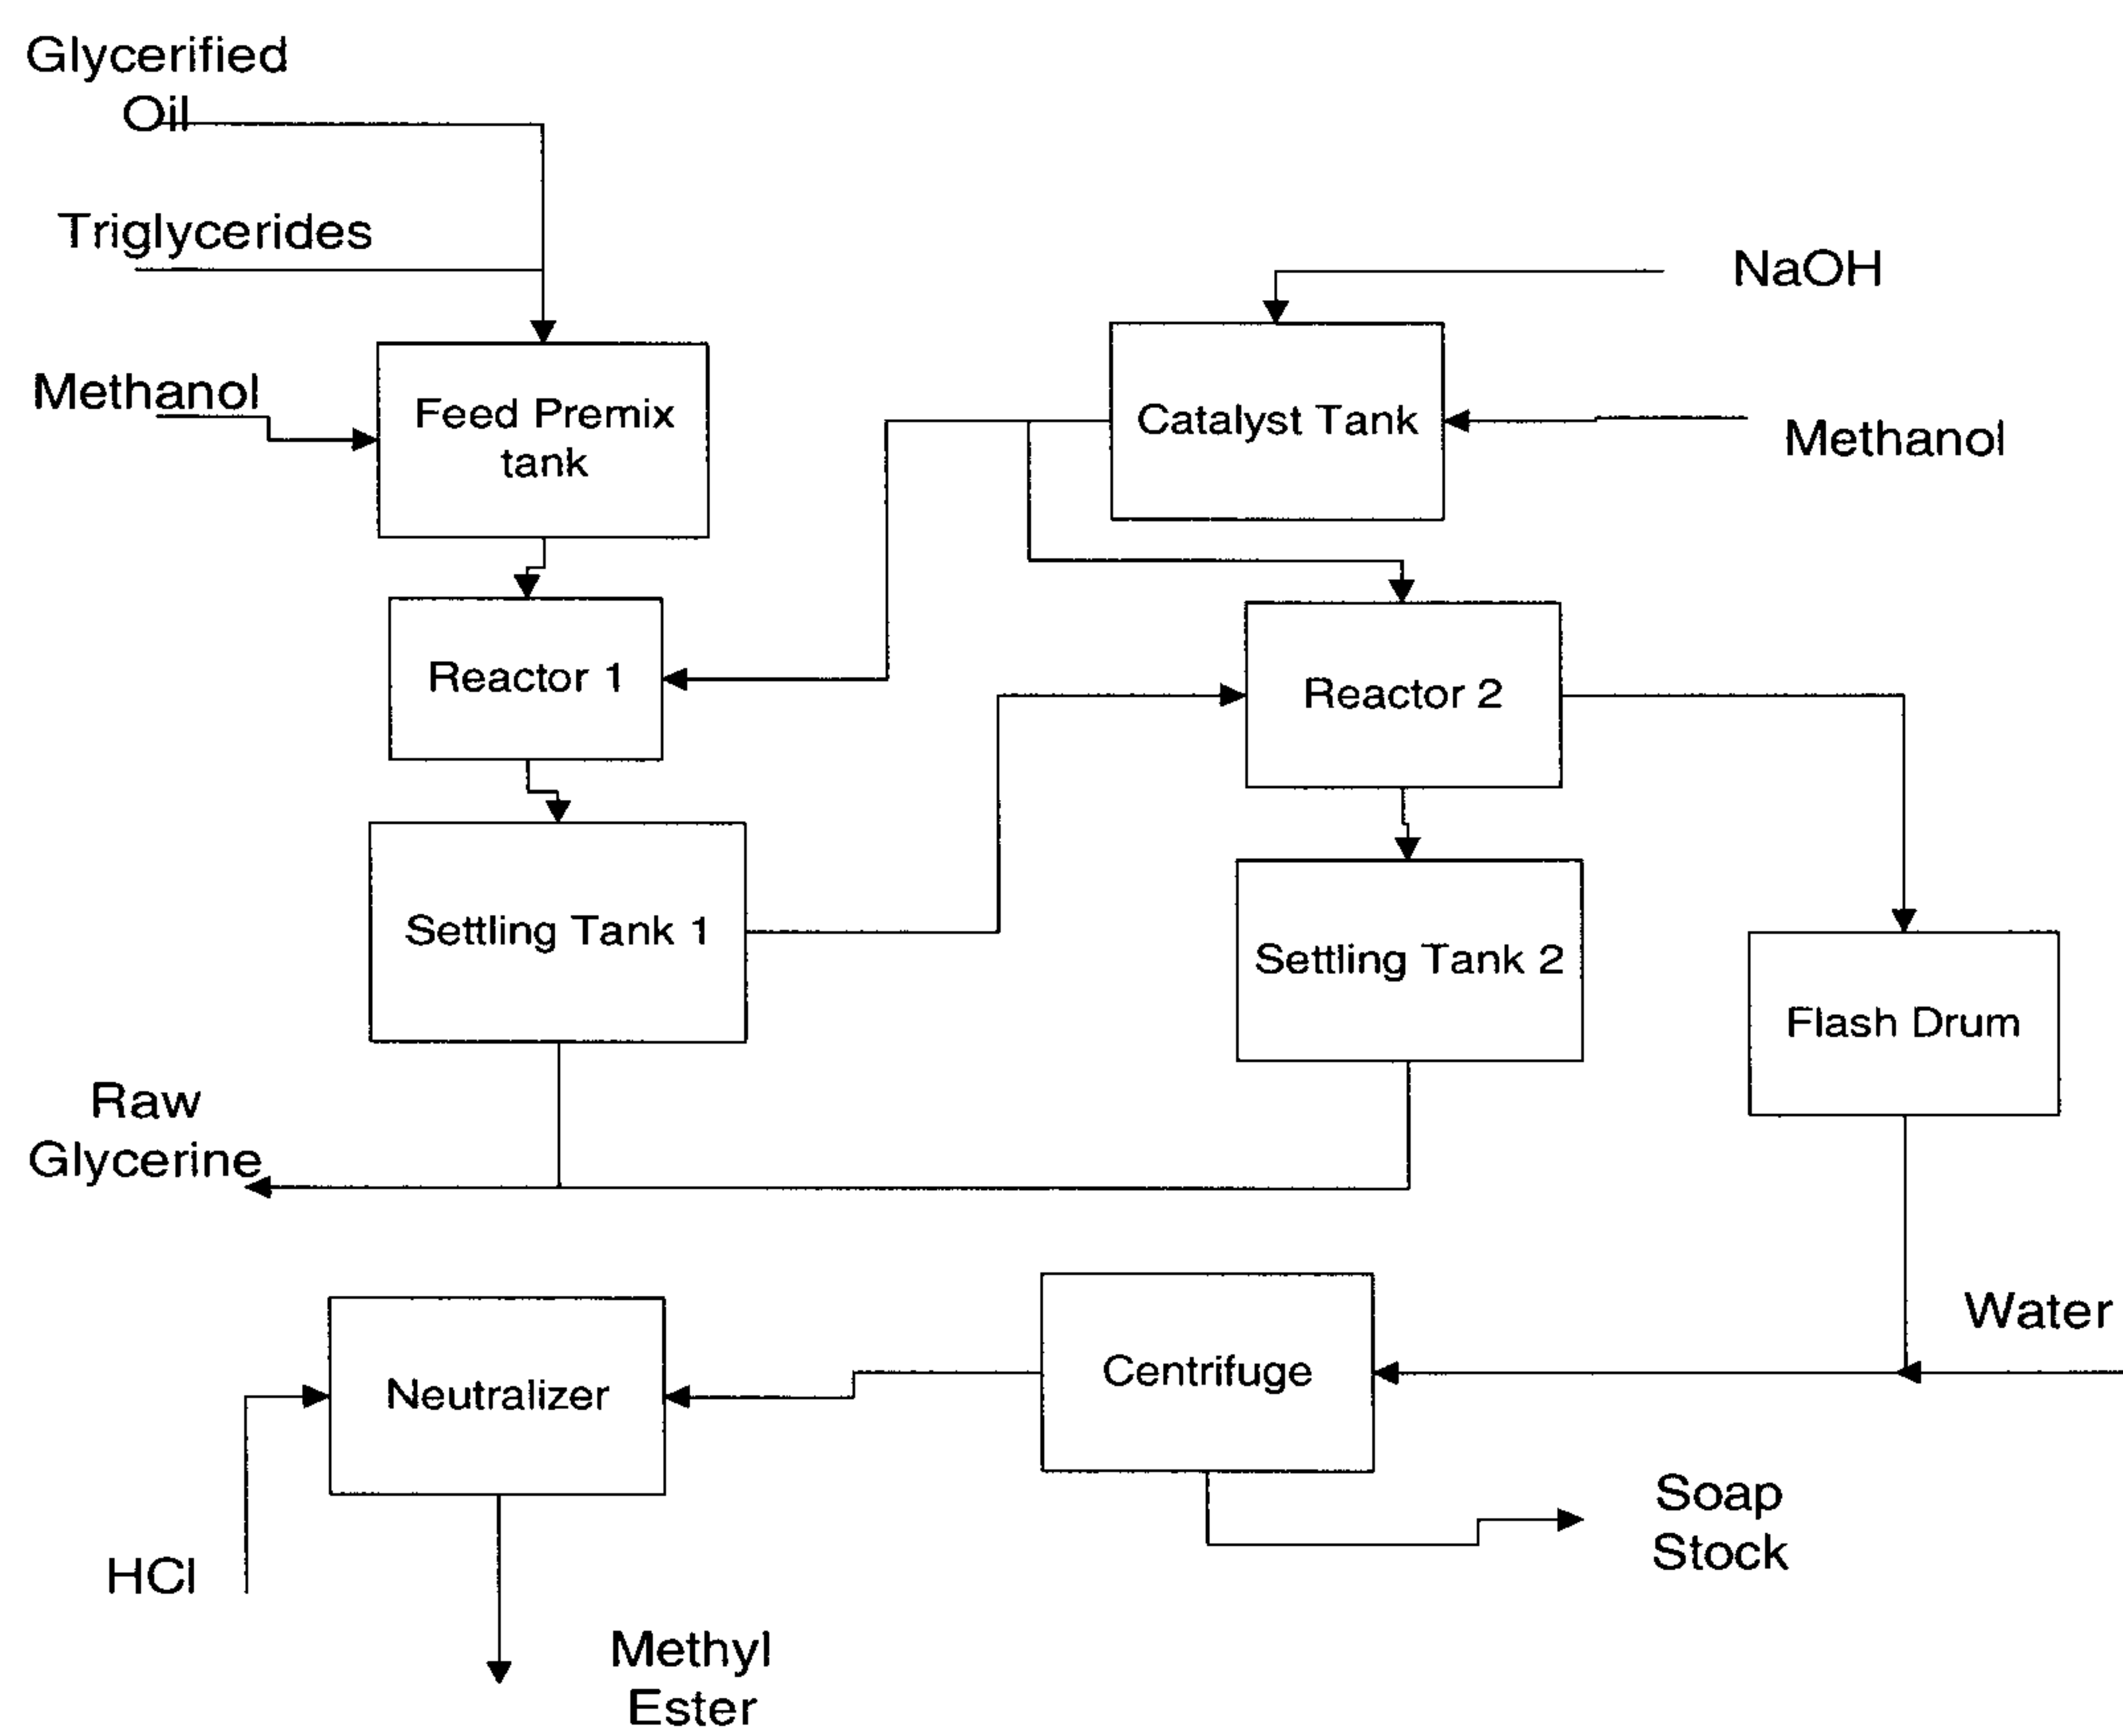 Glycerified
Oil
Triglycerides
NaOH
Methanol
Feed Premix
tank
Catalyst Tank
Methanol
Reactor 1
Reactor 2
Settling Tank 1
Settling Tank 2
Flash Drum
Raw
Glycerine
Water
Neutralizer
Centrifuge
Soap
Stock
HCl
Methyl
Ester